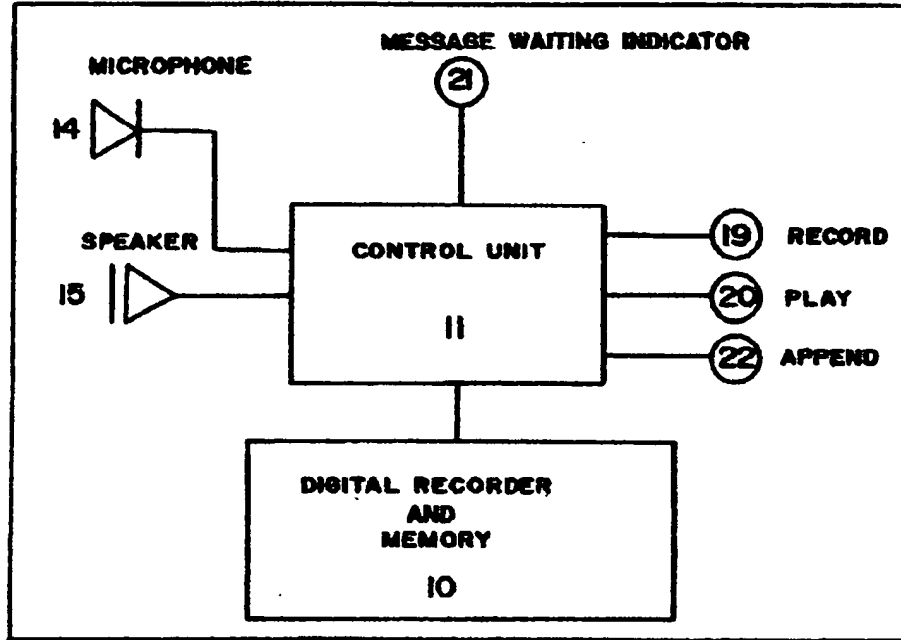 MESSAGE WAITING INDICATOR
21
MICROPHONE
14
SPEAKER
15
CONTROL UNIT
11
19 RECORD
20 PLAY
22 APPEND
DIGITAL RECORDER
AND
MEMORY
10